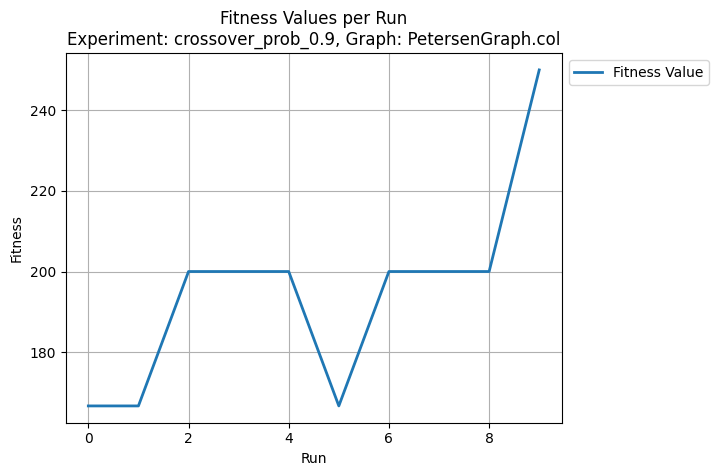 Fitness Values per Run
Experiment: crossover_prob_0.9, Graph: PetersenGraph.col
Fitness Value
240
220
200
180
Fitness
0 2 4 6 8
Run